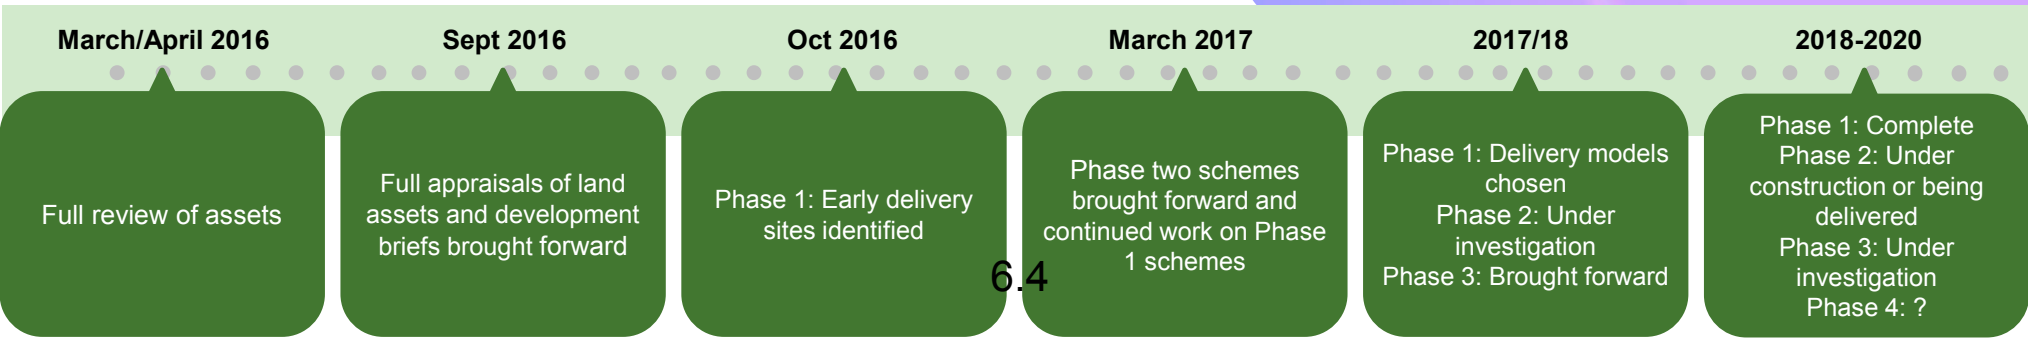 March/April 2016
Sept 2016
Oct 2016
March 2017
2017/18
2018-2020
Full review of assets
Full appraisals of land
assets and development
briefs brought forward
Phase 1: Early delivery
sites identified
Phase two schemes
brought forward and
continued work on Phase
1 schemes
Phase 1: Delivery models
chosen
Phase 2: Under
investigation
Phase 3: Brought forward
Phase 1: Complete
Phase 2: Under
construction or being
delivered
Phase 3: Under
investigation
Phase 4: ?
6.4